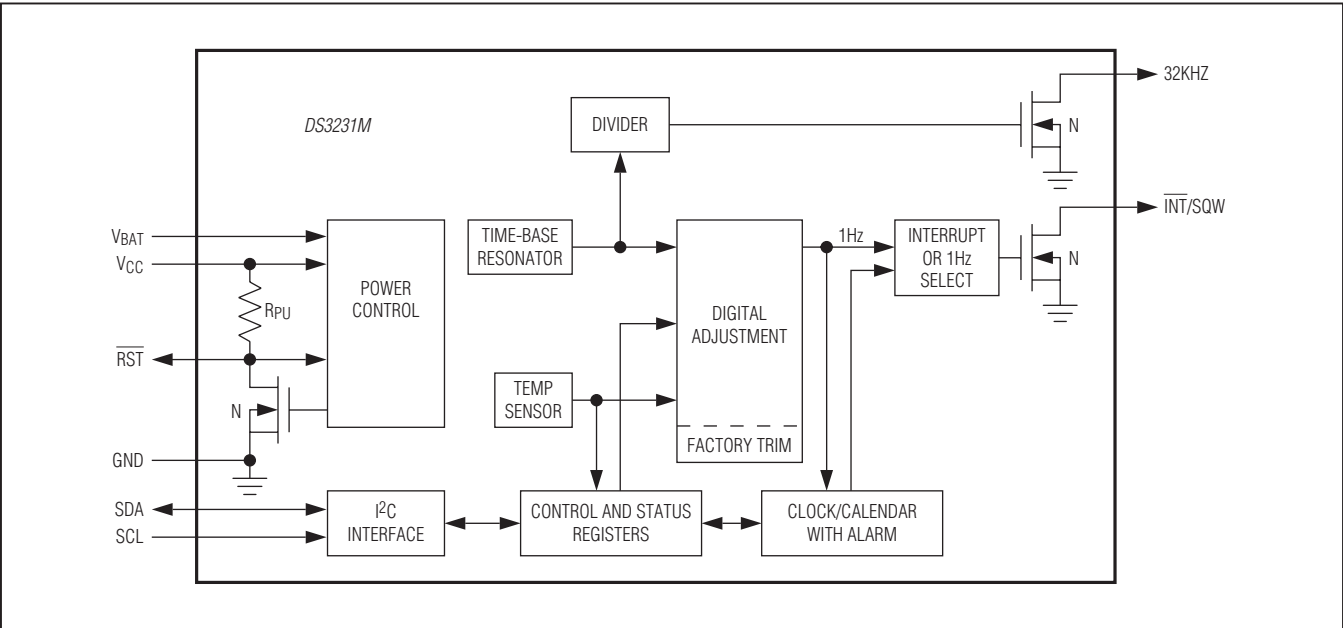 32KHZ
DS3231M
DIVIDER
N
INT/SQW
VBAT
VCC
RPU
RST
N
GND
SDA
SCL
POWER
CONTROL
TIME-BASE
RESONATOR
TEMP
SENSOR
DIGITAL
ADJUSTMENT
FACTORY TRIM
1Hz
INTERRUPT
OR 1Hz
SELECT
N
I2C
INTERFACE
CONTROL AND STATUS
REGISTERS
CLOCK/CALENDAR
WITH ALARM